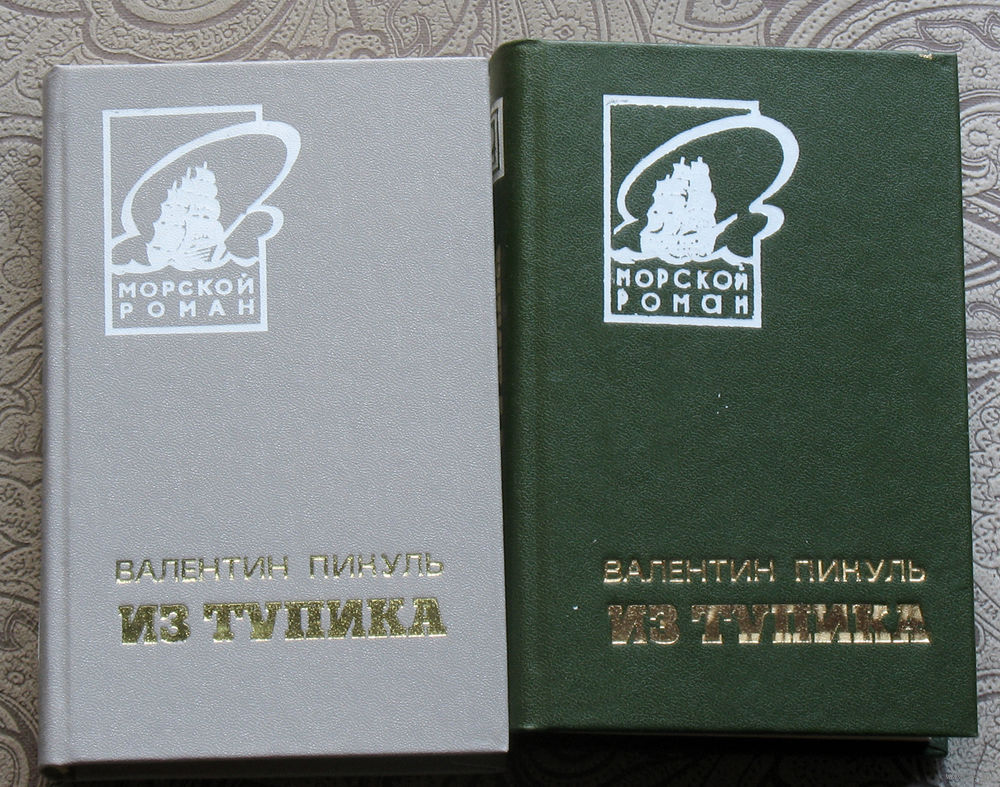 МОРСКОЙ
РОМАН
ВАЛЕНТИН ПИКУЛЬ
ИЗ ТУПИКА
МОРСКОЙ
РОМАН
ВАЛЕНТИН ПИКУЛЬ
ИЗ ТУПИКА